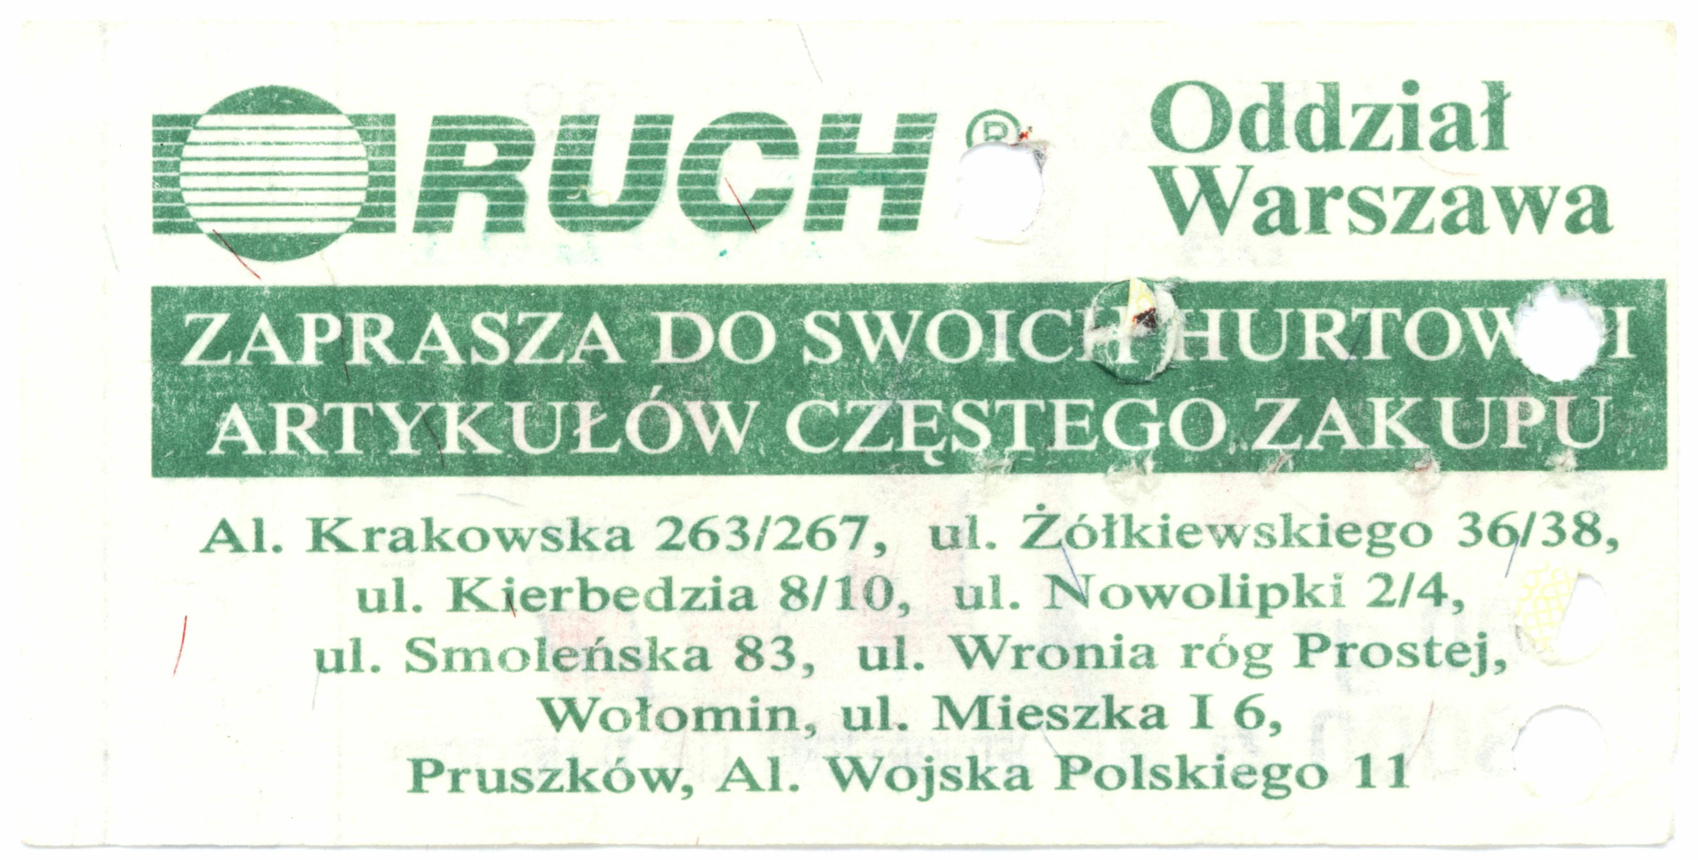 RUCH ®
Oddział
Warszawa
ZAPRASZA DO SWOICH HURTOWNI
ARTYKUŁÓW CZĘSTEGO ZAKUPU
Al. Krakowska 263/267, ul. Żółkiewskiego 36/38,
ul. Kierbedzia 8/10, ul. Nowolipki 2/4,
ul. Smoleńska 83, ul. Wronia róg Prostej,
Wołomin, ul. Mieszka I 6,
Pruszków, Al. Wojska Polskiego 11